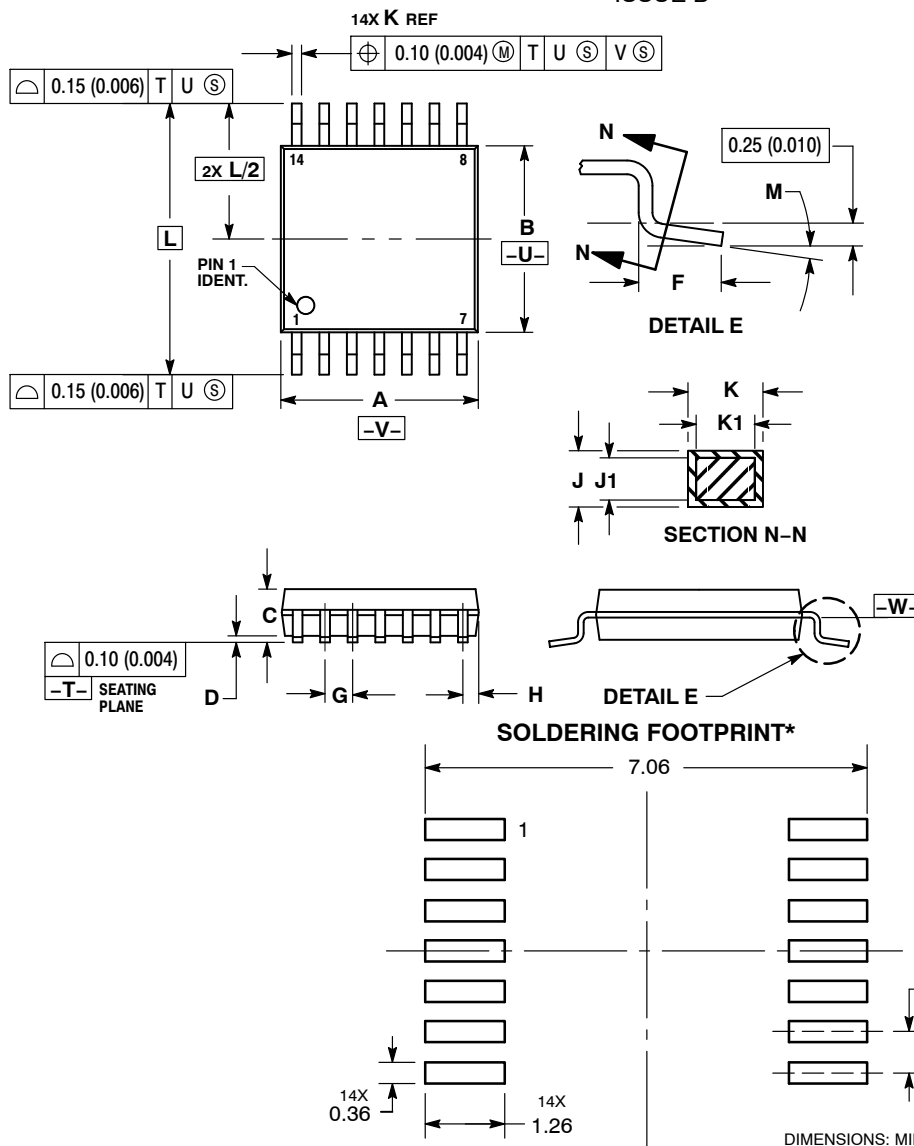 14X K REF
⌖ 0.10 (0.004) Ⓜ T U Ⓢ V Ⓢ
⌓ 0.15 (0.006) T U Ⓢ
N
0.25 (0.010)
14
8
2X L/2
M
B
L
–U–
PIN 1
IDENT.
N
F
1
7
DETAIL E
⌓ 0.15 (0.006) T U Ⓢ
A
–V–
K
K1
J J1
SECTION N–N
C
–W–
⌓ 0.10 (0.004)
–T– SEATING
PLANE
D
G
H
DETAIL E
SOLDERING FOOTPRINT*
7.06
1
14X
0.36
14X
1.26